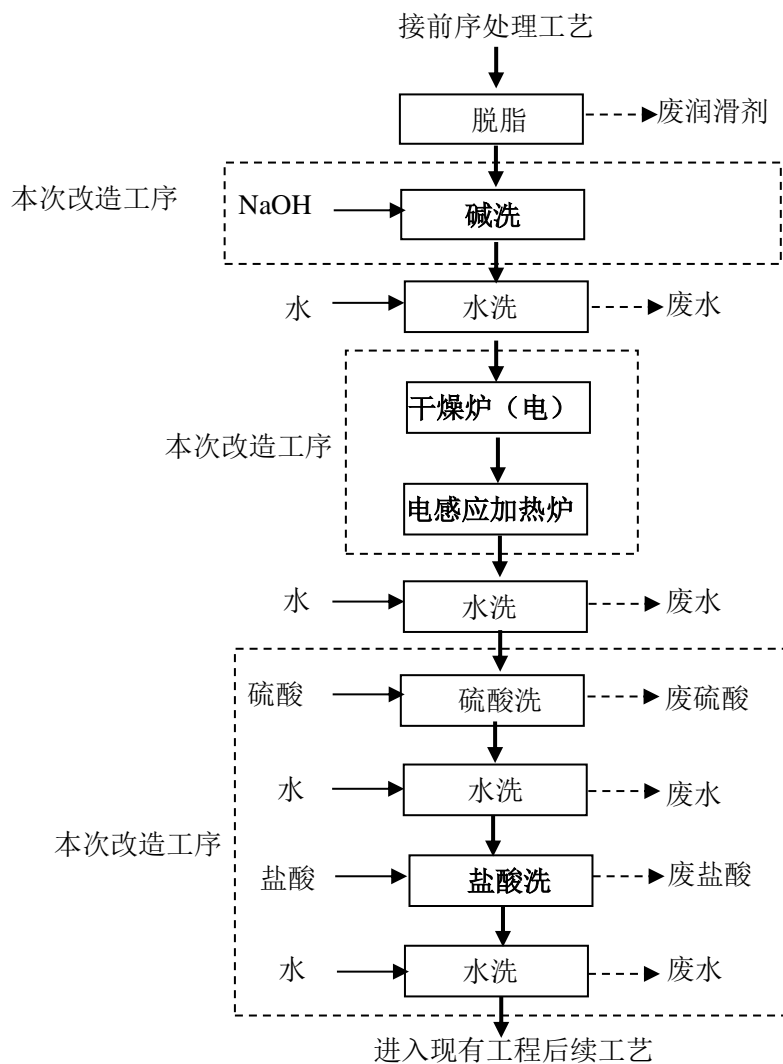 接前序处理工艺
脱脂
废润滑剂
本次改造工序
NaOH
碱洗
水
水洗
废水
干燥炉（电）
本次改造工序
电感应加热炉
水
水洗
废水
硫酸
硫酸洗
废硫酸
水
水洗
废水
本次改造工序
盐酸
盐酸洗
废盐酸
水
水洗
废水
进入现有工程后续工艺